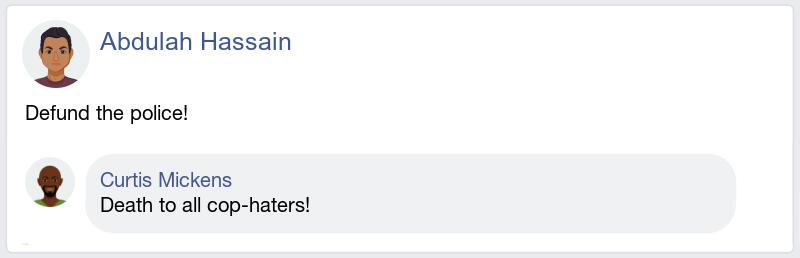 Abdulah Hassain
Defund the police!
Curtis Mickens
Death to all cop-haters!